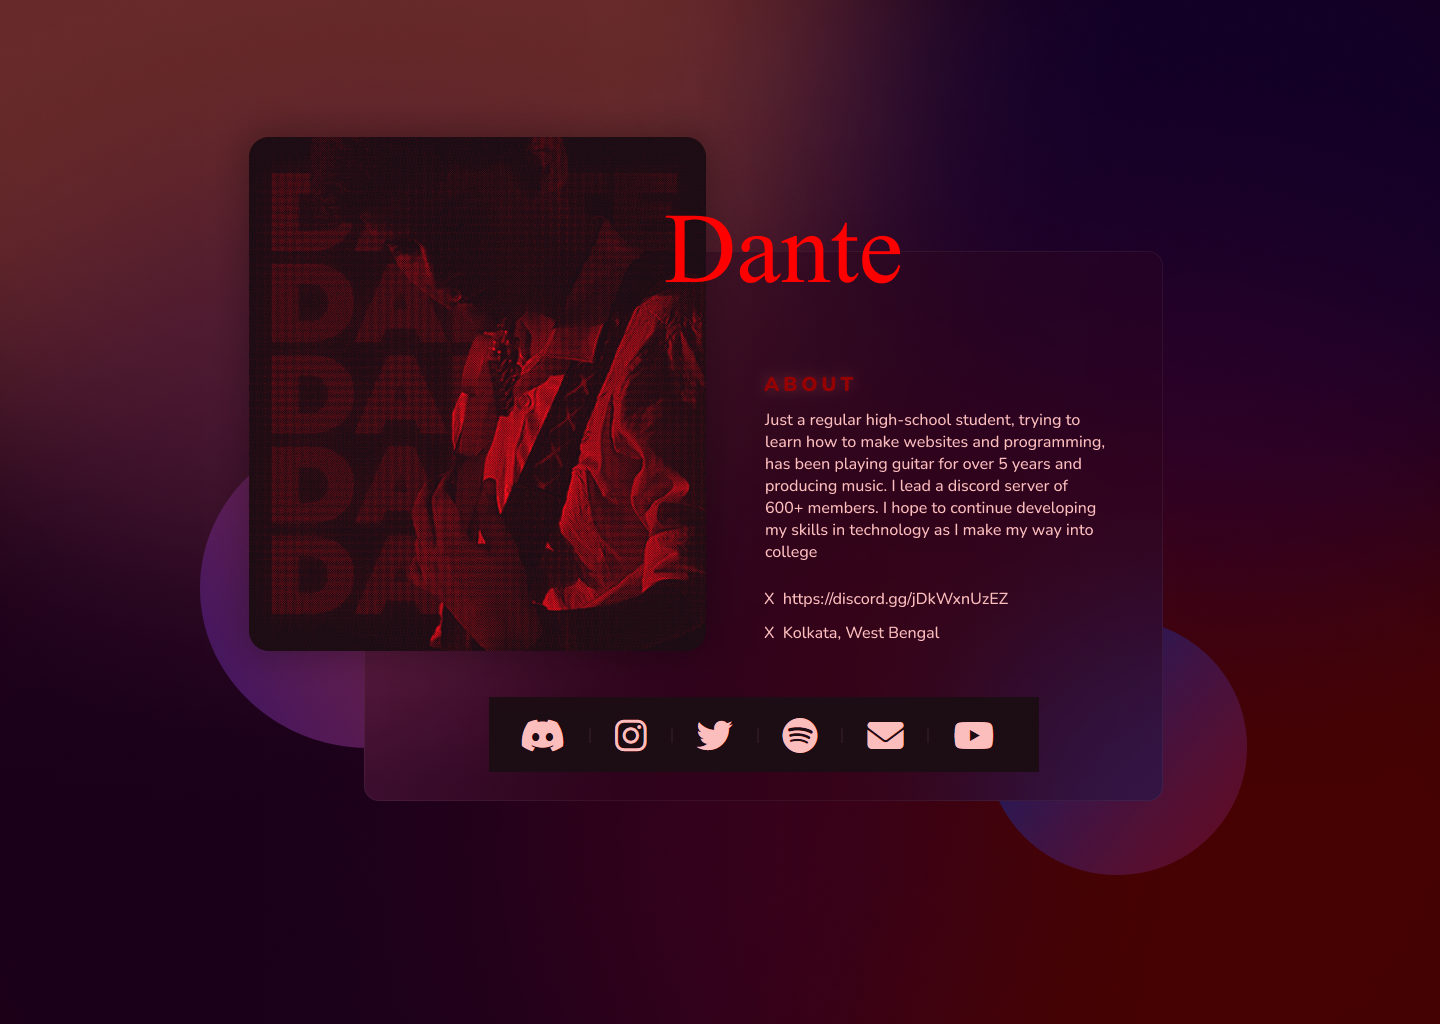 Dante
DA
DA
DA
DA
DA
ABOUT
Just a regular high-school student, trying to
learn how to make websites and programming,
has been playing guitar for over 5 years and
producing music. I lead a discord server of
600+ members. I hope to continue developing
my skills in technology as I make my way into
college
X https://discord.gg/jDkWxnUzEZ
X Kolkata, West Bengal